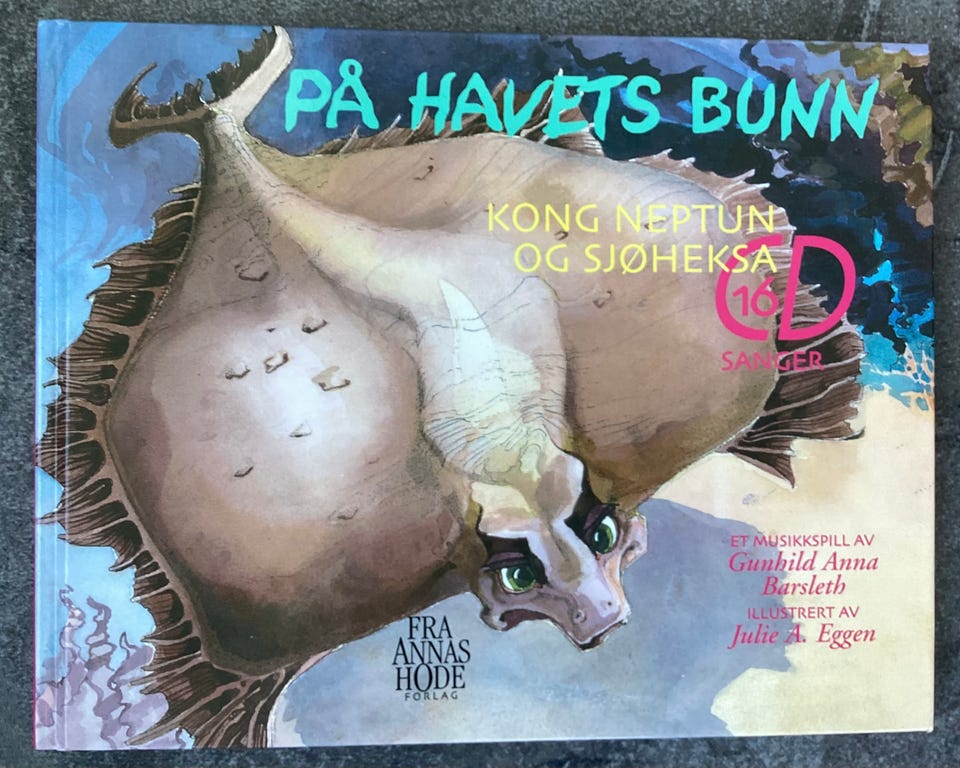 PÅ HAVETS BUNN
KONG NEPTUN
OG SJØHEKSA
CD
16
SANGER
ET MUSIKKSPILL AV
Gunhild Anna
Barsleth
ILLUSTRERT AV
Julie A. Eggen
FRA
ANNAS
HODE
FORLAG